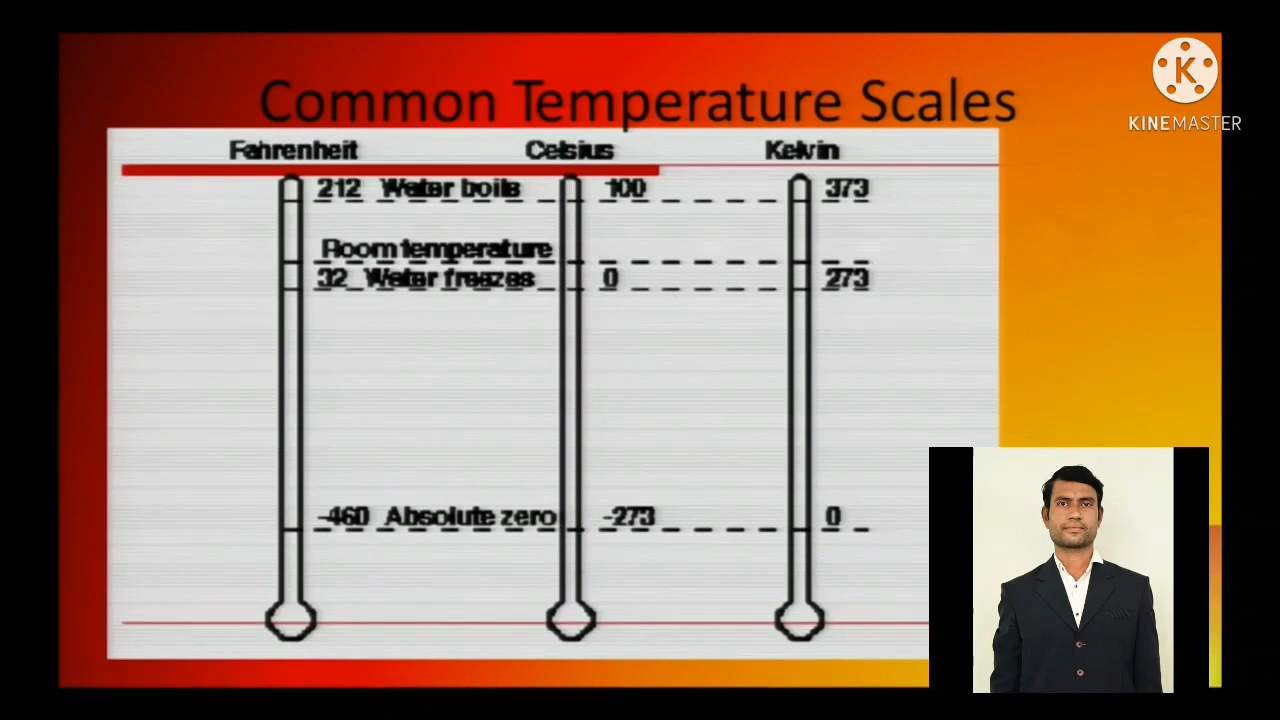 Common Temperature Scales
K
KINEMASTER
Fahrenheit Celsius Kelvin
212 Water boils 100 373
Room temperature
32 Water freezes 0 273
-460 Absolute zero -273 0